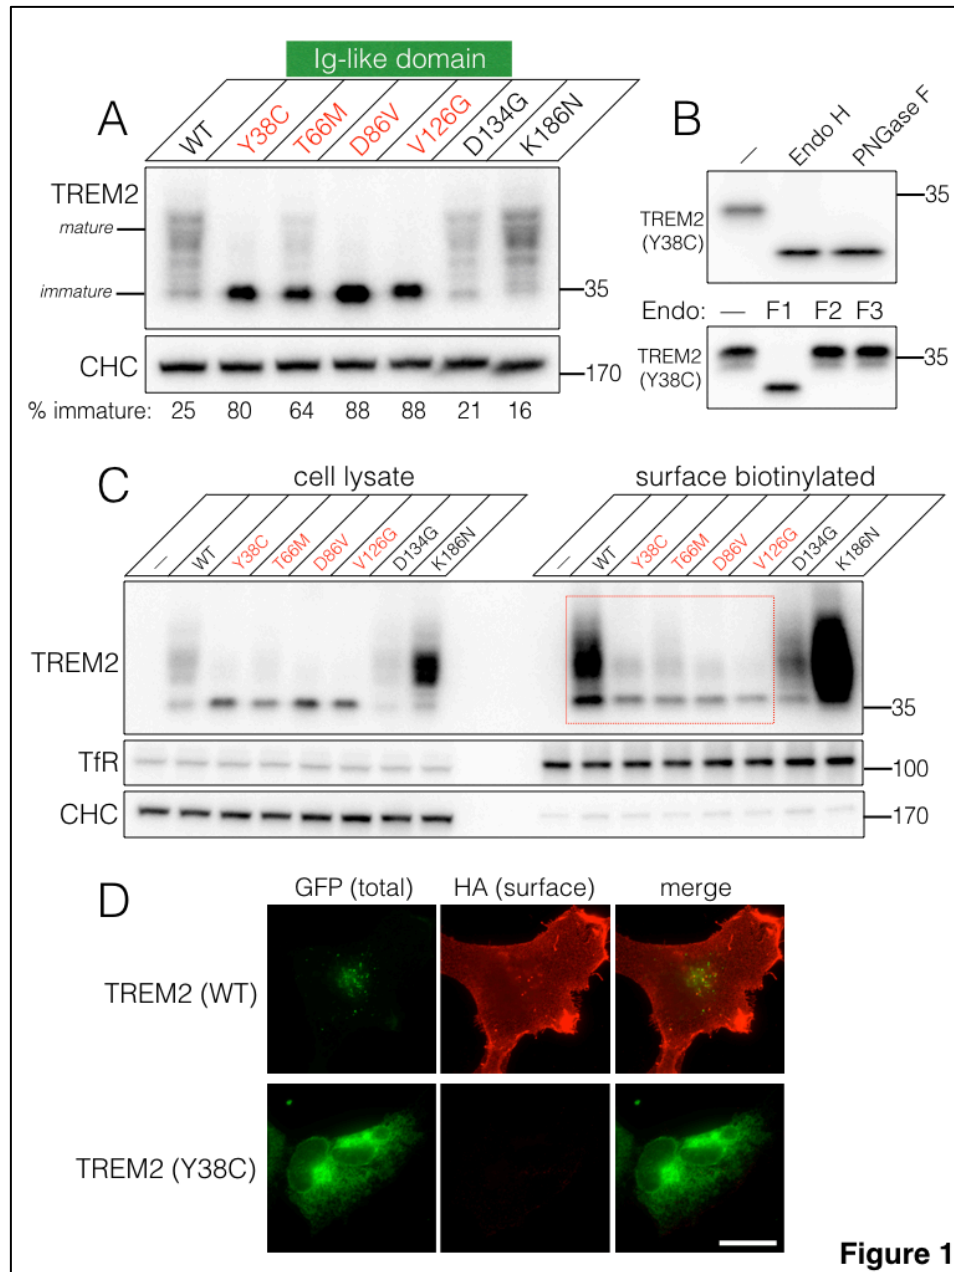 Ig-like domain
A
WT Y38C T66M D86V V126G D134G K186N
TREM2
mature
immature
35
CHC
170
% immature: 25 80 64 88 88 21 16
B
— Endo H PNGase F
TREM2
(Y38C)
35
Endo: — F1 F2 F3
TREM2
(Y38C)
35
C
cell lysate surface biotinylated
— WT Y38C T66M D86V V126G D134G K186N — WT Y38C T66M D86V V126G D134G K186N
TREM2
35
TfR
100
CHC
170
D
GFP (total) HA (surface) merge
TREM2 (WT)
TREM2 (Y38C)
Figure 1